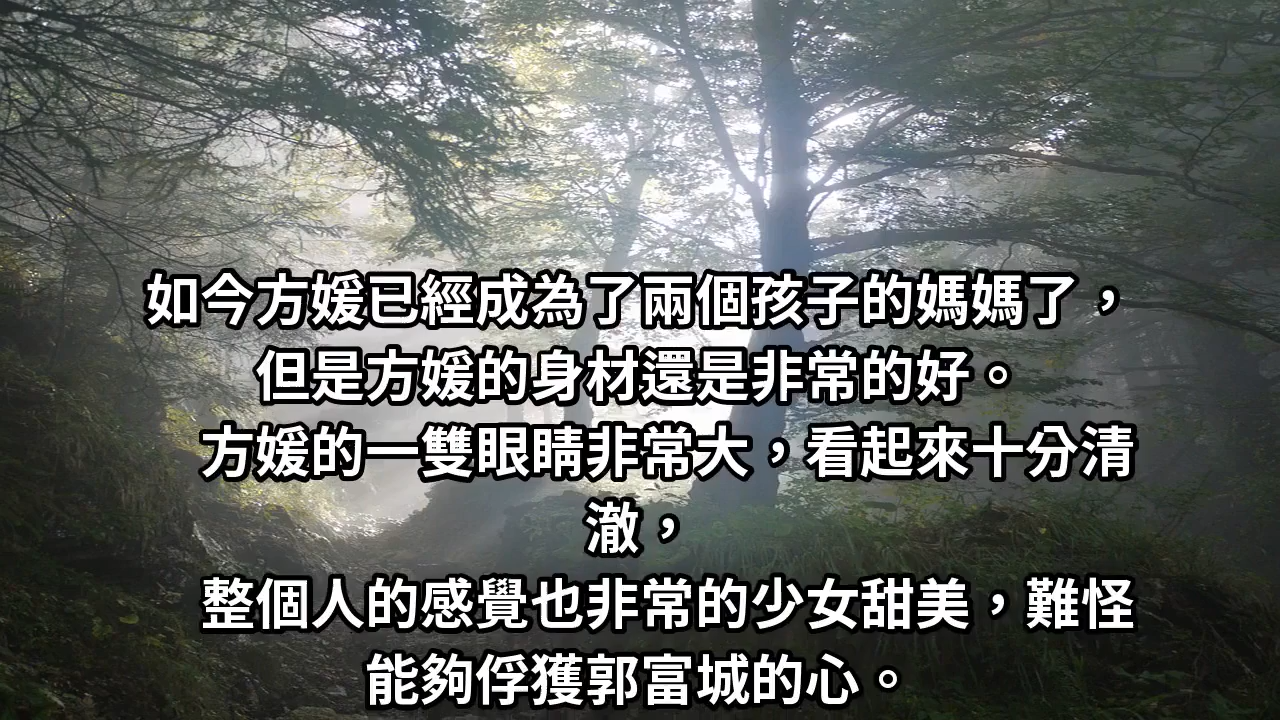 如今方媛已經成為了兩個孩子的媽媽了，
但是方媛的身材還是非常的好。
方媛的一雙眼睛非常大，看起來十分清
澈，
整個人的感覺也非常的少女甜美，難怪
能夠俘獲郭富城的心。